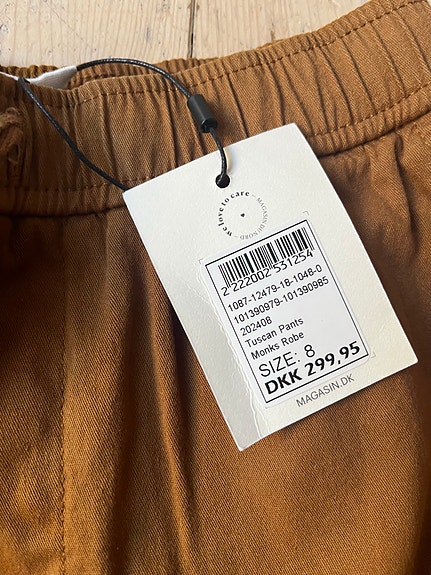 we love to care – MAGASIN DU NORD –
2 222002 531254
1087-12479-18-1048-0
101390979-101390985
202408
Tuscan Pants
Monks Robe
SIZE: 8
DKK 299,95
MAGASIN.DK